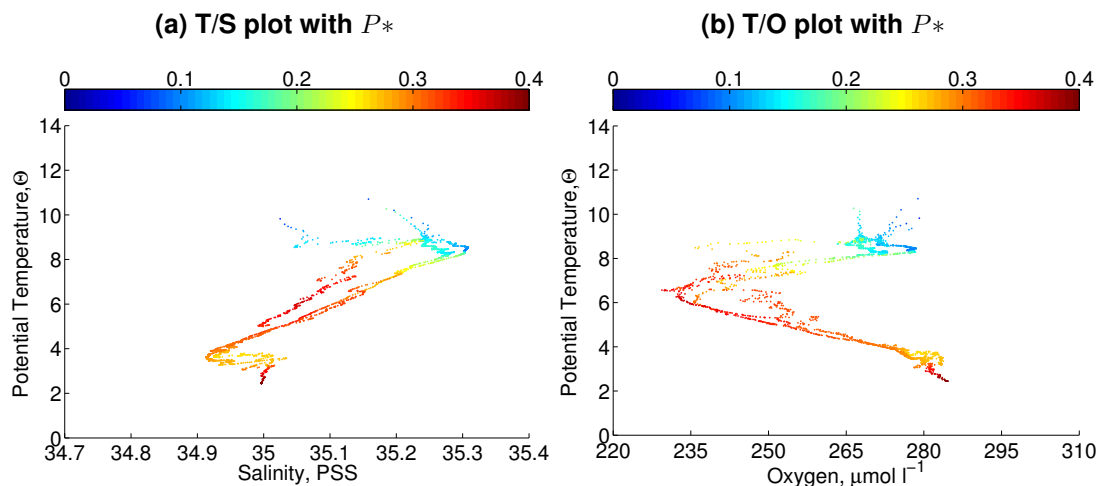 (a) T/S plot with P*
(b) T/O plot with P*
0 0.1 0.2 0.3 0.4
0 0.1 0.2 0.3 0.4
Potential Temperature,Θ
14
12
10
8
6
4
2
0
34.7 34.8 34.9 35 35.1 35.2 35.3 35.4
Salinity, PSS
Potential Temperature,Θ
14
12
10
8
6
4
2
0
220 235 250 265 280 295 310
Oxygen, μmol l⁻¹